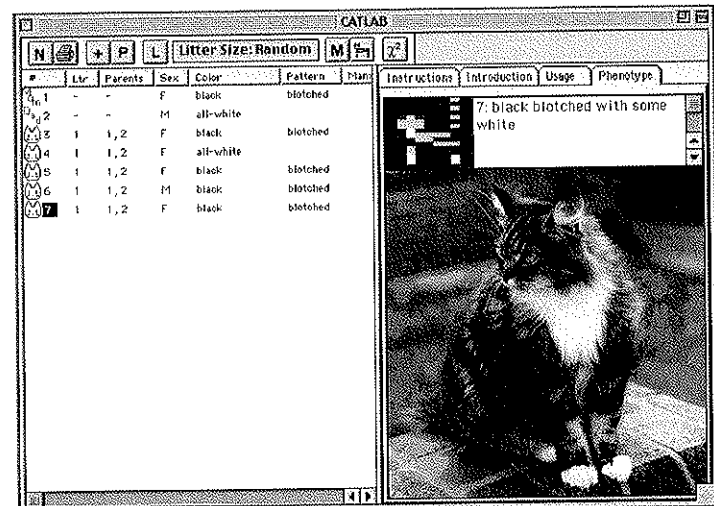 CATLAB
N + P L Litter Size: Random M χ²
# Ltr Parents Sex Color Pattern Manx
1 - - F black blotched
2 - - M all-white
3 1 1,2 F black blotched
4 1 1,2 F all-white
5 1 1,2 F black blotched
6 1 1,2 M black blotched
7 1 1,2 F black blotched
Instructions Introduction Usage Phenotype
7: black blotched with some
white